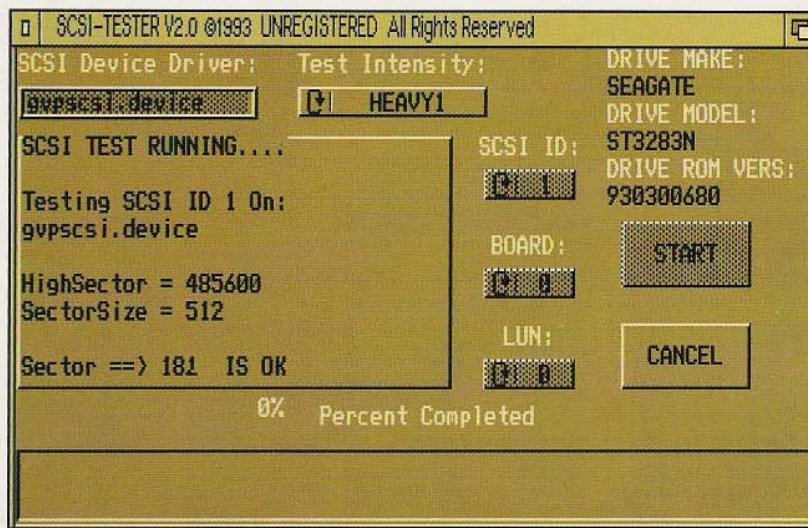 SCSI-TESTER V2.0 ©1993 UNREGISTERED All Rights Reserved
SCSI Device Driver:
gvpscsi.device
Test Intensity:
HEAVY1
DRIVE MAKE:
SEAGATE
DRIVE MODEL:
ST3283N
DRIVE ROM VERS:
930300680
SCSI TEST RUNNING....
Testing SCSI ID 1 On:
gvpscsi.device
HighSector = 485600
SectorSize = 512
Sector ==> 181 IS OK
SCSI ID:
1
BOARD:
0
LUN:
0
START
CANCEL
0% Percent Completed